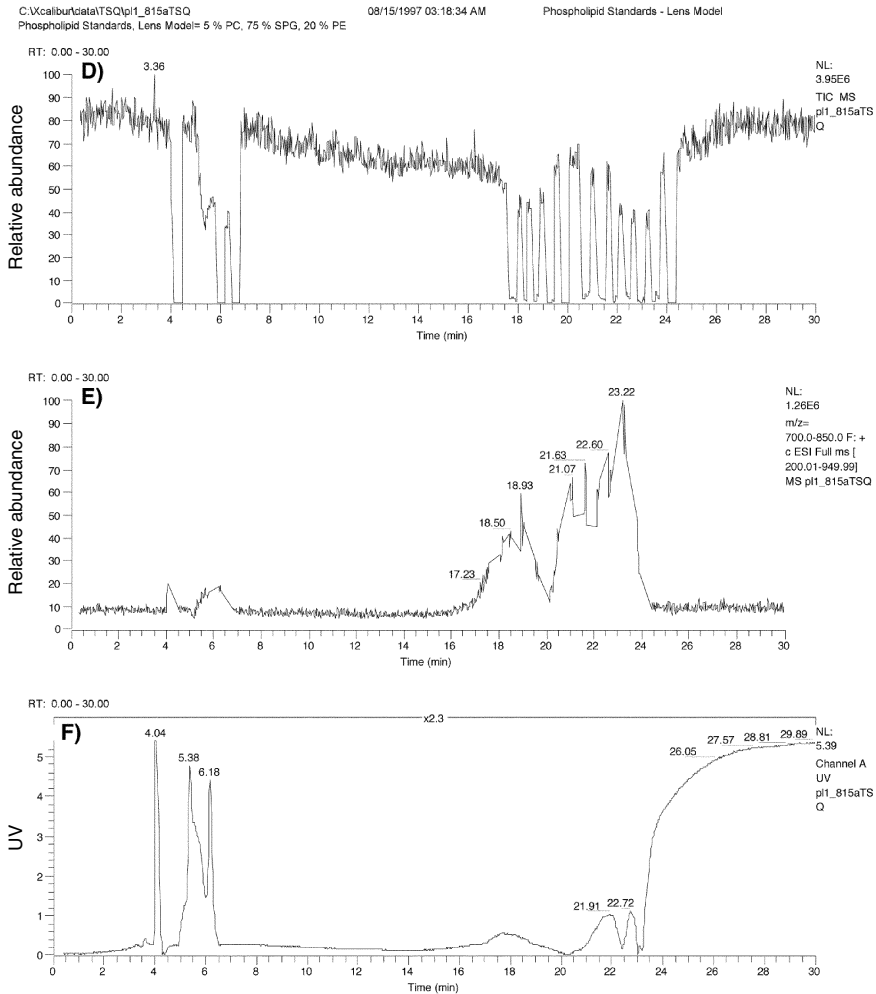 C:\Xcalibur\data\TSQ\pl1_815aTSQ 08/15/1997 03:18:34 AM Phospholipid Standards - Lens Model
Phospholipid Standards, Lens Model= 5 % PC, 75 % SPG, 20 % PE
RT: 0.00 - 30.00
D)
3.36
NL:
3.95E6
TIC MS
pl1_815aTS
Q
100
90
80
70
60
50
40
30
20
10
0
Relative abundance
0 2 4 6 8 10 12 14 16 18 20 22 24 26 28 30
Time (min)
RT: 0.00 - 30.00
E)
23.22
NL:
1.26E6
m/z=
700.0-850.0 F: +
c ESI Full ms [
200.01-949.99]
MS pl1_815aTSQ
22.60
21.63
21.07
18.93
18.50
17.23
100
90
80
70
60
50
40
30
20
10
0
Relative abundance
0 2 4 6 8 10 12 14 16 18 20 22 24 26 28 30
Time (min)
RT: 0.00 - 30.00
x2.3
F)
4.04
5.38
6.18
21.91
22.72
26.05
27.57
28.81
29.89
NL:
5.39
Channel A
UV
pl1_815aTS
Q
5
4
3
2
1
0
UV
0 2 4 6 8 10 12 14 16 18 20 22 24 26 28 30
Time (min)